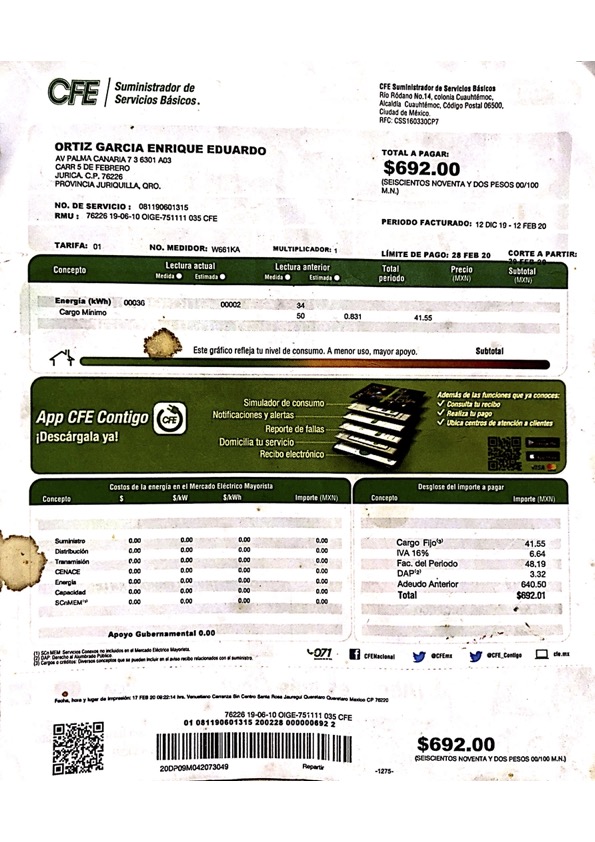 CFE
Suministrador de
Servicios Básicos.
CFE Suministrador de Servicios Básicos
Río Ródano No.14, colonia Cuauhtémoc,
Alcaldía Cuauhtémoc, Código Postal 06500,
Ciudad de México.
RFC: CSS160330CP7
ORTIZ GARCIA ENRIQUE EDUARDO
AV PALMA CANARIA 7 3 6301 A03
CARR 5 DE FEBRERO
JURICA. C.P. 76226
PROVINCIA JURIQUILLA, QRO.
TOTAL A PAGAR:
$692.00
(SEISCIENTOS NOVENTA Y DOS PESOS 00/100
M.N.)
NO. DE SERVICIO : 081190601315
RMU : 76226 19-06-10 OIGE-751111 035 CFE
PERIODO FACTURADO: 12 DIC 19 - 12 FEB 20
TARIFA: 01 NO. MEDIDOR: W661KA MULTIPLICADOR: 1
LÍMITE DE PAGO: 28 FEB 20 CORTE A PARTIR:
FEB 20
Concepto Lectura actual Lectura anterior Total periodo Precio (MXN) Subtotal (MXN)
Medida Estimada Medida Estimada
Energía (kWh) 00036 00002 34
Cargo Mínimo 50 0.831 41.55
Este gráfico refleja tu nivel de consumo. A menor uso, mayor apoyo. Subtotal
App CFE Contigo
¡Descárgala ya!
CFE
Simulador de consumo
Notificaciones y alertas
Reporte de fallas
Domicilia tu servicio
Recibo electrónico
Además de las funciones que ya conoces:
Consulta tu recibo
Realiza tu pago
Ubica centros de atención a clientes
VISA
Costos de la energía en el Mercado Eléctrico Mayorista
Concepto $ $/kW $/kWh Importe (MXN)
Suministro 0.00 0.00 0.00 0.00
Distribución 0.00 0.00 0.00 0.00
Transmisión 0.00 0.00 0.00 0.00
CENACE 0.00 0.00 0.00 0.00
Energía 0.00 0.00 0.00 0.00
Capacidad 0.00 0.00 0.00 0.00
SCnMEM(1) 0.00 0.00 0.00 0.00
Apoyo Gubernamental 0.00
Desglose del importe a pagar
Concepto Importe (MXN)
Cargo Fijo(3) 41.55
IVA 16% 6.64
Fac. del Periodo 48.19
DAP(2) 3.32
Adeudo Anterior 640.50
Total $692.01
(1) SCn MEM Servicios Conexos no incluidos en el Mercado Eléctrico Mayorista.
(2) DAP Derecho al Alumbrado Público
(3) Cargos o créditos: Diversos conceptos que se pueden incluir en el aviso recibo relacionados con el suministro.
071 CFENacional @CFEmx @CFE_Contigo cfe.mx
Fecha, hora y lugar de impresión: 17 FEB 20 09:22:14 hrs. Venustiano Carranza Sin Centro Santa Rosa Jauregui Queretaro Queretaro Mexico CP 76220
76226 19-06-10 OIGE-751111 035 CFE
01 081190601315 200228 000000692 2
20DP09M042073049 Repartir
-1275-
$692.00
(SEISCIENTOS NOVENTA Y DOS PESOS 00/100 M.N.)